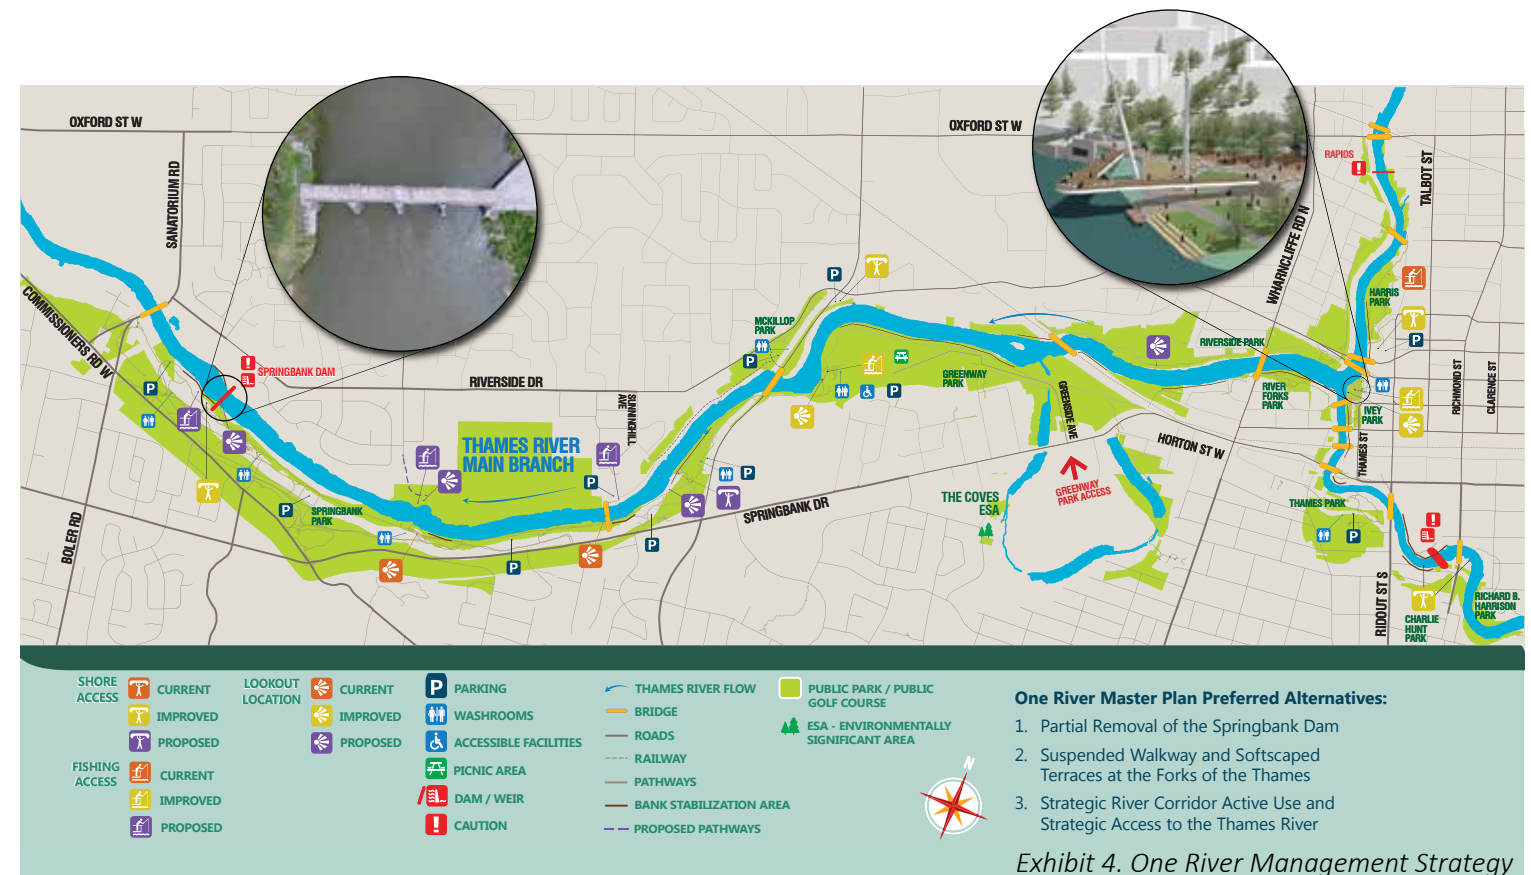 OXFORD ST W
OXFORD ST W
SANATORIUM RD
RAPIDS
!
TALBOT ST
WHARNCLIFFE RD N
COMMISSIONERS RD W
HARRIS
PARK
P
P
MCKILLOP
PARK
P
RIVERSIDE PARK
!
SPRINGBANK DAM
RIVERSIDE DR
GREENWAY
PARK
P
P
RIVER
FORKS
PARK
IVEY
PARK
RICHMOND ST
CLARENCE ST
SUNNINGHILL
AVE
GREENSIDE AVE
THAMES ST
HORTON ST W
THAMES RIVER
MAIN BRANCH
P
P
GREENWAY
PARK ACCESS
THE COVES
ESA
SPRINGBANK DR
THAMES PARK
P
P
SPRINGBANK
PARK
BOLER RD
P
P
!
RIDOUT ST S
CHARLIE
HUNT
PARK
RICHARD B.
HARRISON
PARK
SHORE
ACCESS
CURRENT
IMPROVED
PROPOSED
FISHING
ACCESS
CURRENT
IMPROVED
PROPOSED
LOOKOUT
LOCATION
CURRENT
IMPROVED
PROPOSED
P PARKING
WASHROOMS
ACCESSIBLE FACILITIES
PICNIC AREA
DAM / WEIR
! CAUTION
THAMES RIVER FLOW
BRIDGE
ROADS
RAILWAY
PATHWAYS
BANK STABILIZATION AREA
PROPOSED PATHWAYS
PUBLIC PARK / PUBLIC
GOLF COURSE
ESA - ENVIRONMENTALLY
SIGNIFICANT AREA
N
One River Master Plan Preferred Alternatives:
1. Partial Removal of the Springbank Dam
2. Suspended Walkway and Softscaped
Terraces at the Forks of the Thames
3. Strategic River Corridor Active Use and
Strategic Access to the Thames River
Exhibit 4. One River Management Strategy